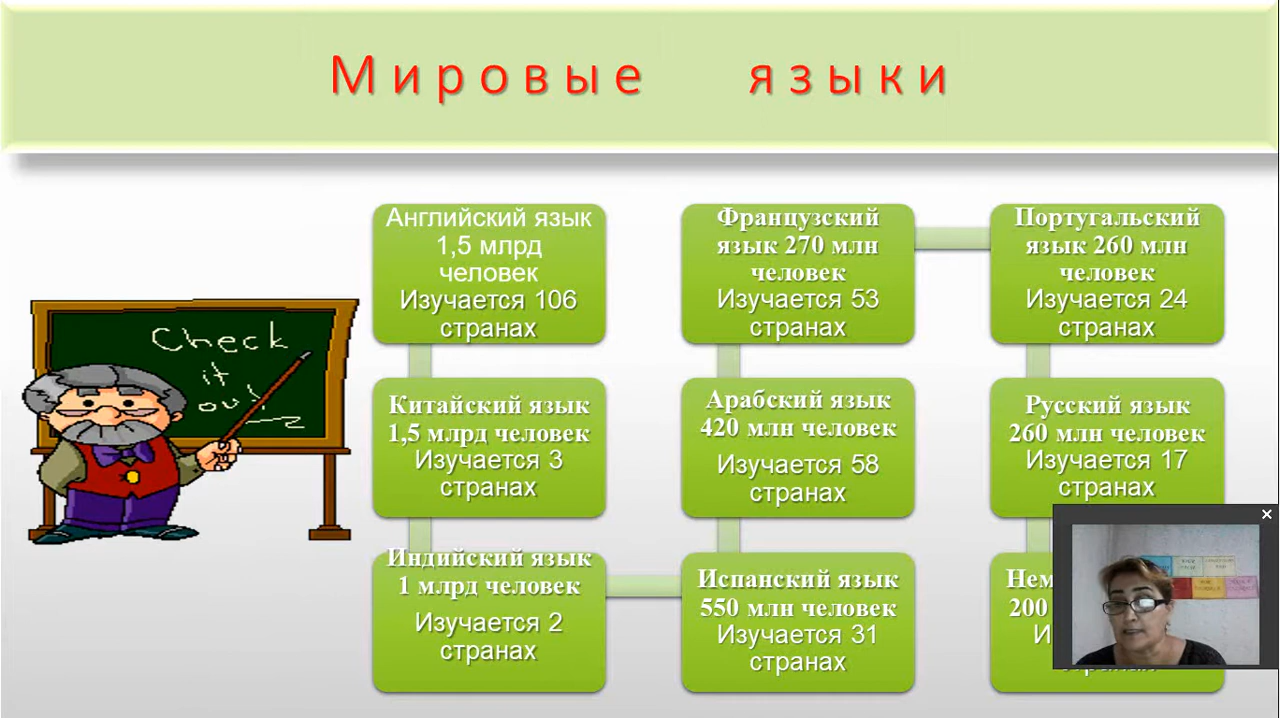 Мировые языки
Check
it
out!
Английский язык
1,5 млрд
человек
Изучается 106
странах
Китайский язык
1,5 млрд человек
Изучается 3
странах
Индийский язык
1 млрд человек
Изучается 2
странах
Французский
язык 270 млн
человек
Изучается 53
странах
Арабский язык
420 млн человек
Изучается 58
странах
Испанский язык
550 млн человек
Изучается 31
странах
Португальский
язык 260 млн
человек
Изучается 24
странах
Русский язык
260 млн человек
Изучается 17
странах
200